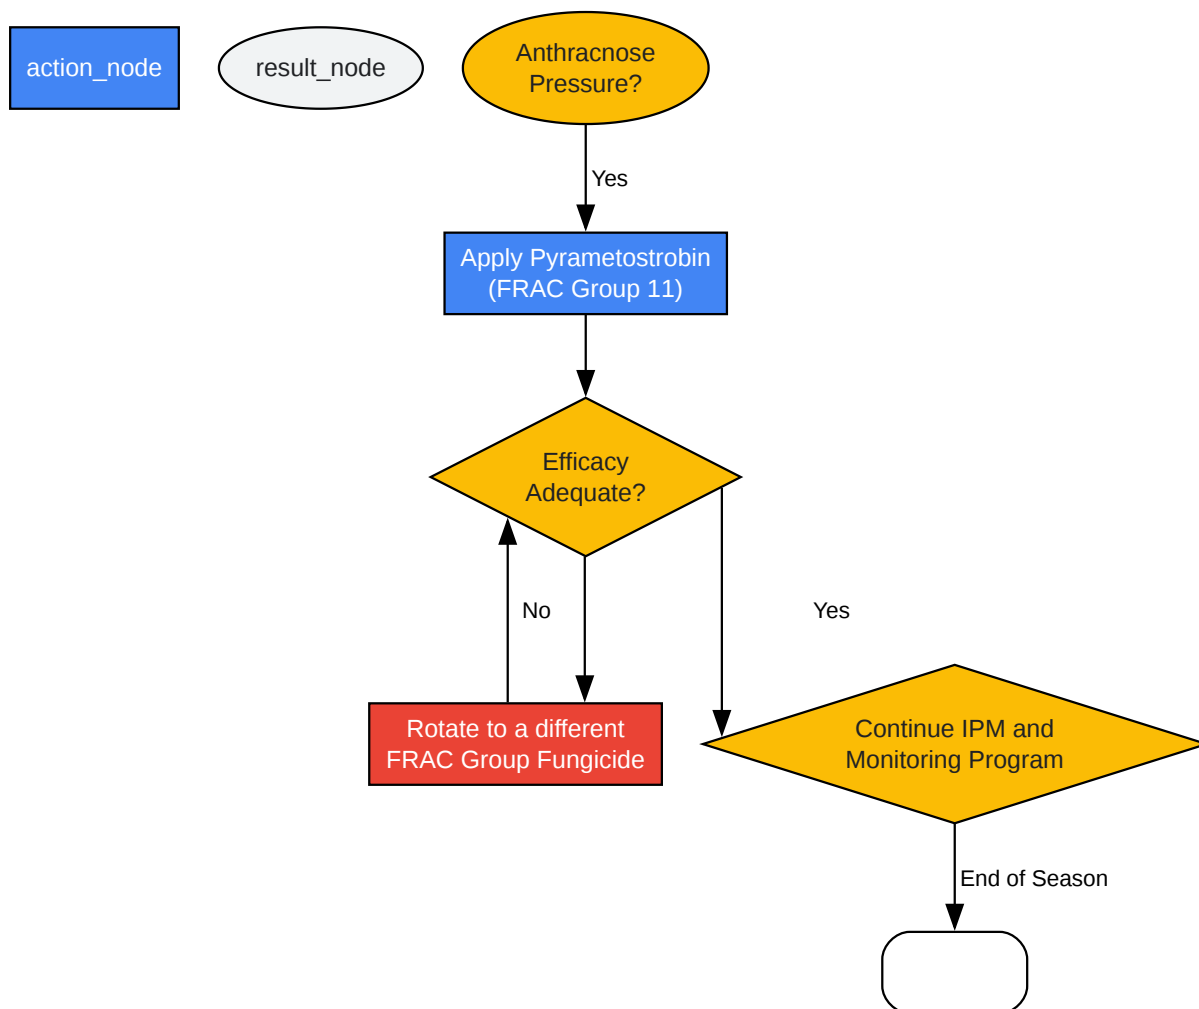 action_node
result_node
Anthracnose
Pressure?
Yes
Apply Pyrametostrobin
(FRAC Group 11)
Efficacy
Adequate?
No
Yes
Rotate to a different
FRAC Group Fungicide
Continue IPM and
Monitoring Program
End of Season